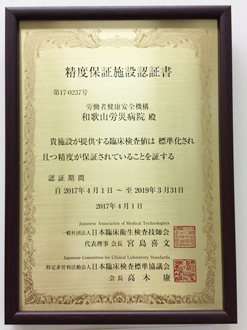 精度保証施設認証書
第17-0237号
労働者健康安全機構
和歌山労災病院 殿
貴施設が提供する臨床検査値は 標準化され
且つ精度が保証されていることを証する
認 証 期 間
自 2017年 4月 1日 〜 至 2019年 3月31日
2017年 4月 1日
Japanese Association of Medical Technologists
一般社団法人 日本臨床衛生検査技師会
代表理事 会長 宮 島 喜 文
Japanese Committee for Clinical Laboratory Standards,
特定非営利活動法人 日本臨床検査標準協議会
会 長 高 木 康